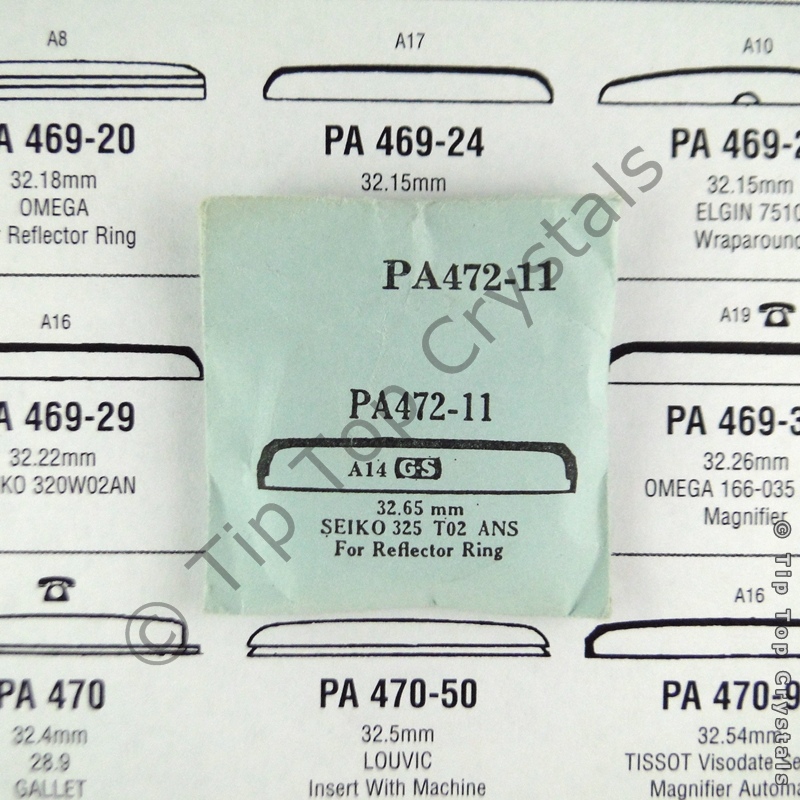 A8
A17
A10
A 469-20
PA 469-24
PA 469-2
32.18mm
32.15mm
32.15mm
OMEGA
ELGIN 7510
Reflector Ring
Wraparound
PA472-11
A16
A19
PA472-11
A 469-29
PA 469-3
A14 G-S
32.22mm
32.26mm
KO 320W02AN
OMEGA 166-035
Magnifier
32.65 mm
SEIKO 325 T02 ANS
For Reflector Ring
A16
PA 470
PA 470-50
PA 470-9
32.4mm
32.5mm
32.54mm
28.9
LOUVIC
TISSOT Visodate Se
GALLET
Insert With Machine
Magnifier Automa
© Tip Top Crystals
© Tip Top Crystals